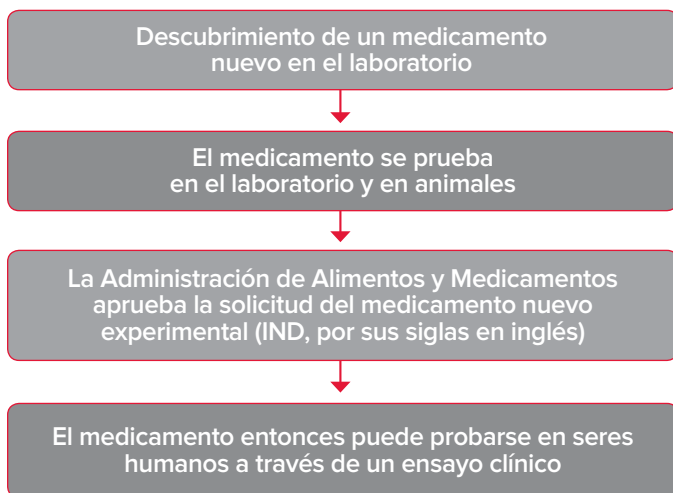 Descubrimiento de un medicamento
nuevo en el laboratorio
El medicamento se prueba
en el laboratorio y en animales
La Administración de Alimentos y Medicamentos
aprueba la solicitud del medicamento nuevo
experimental (IND, por sus siglas en inglés)
El medicamento entonces puede probarse en seres
humanos a través de un ensayo clínico